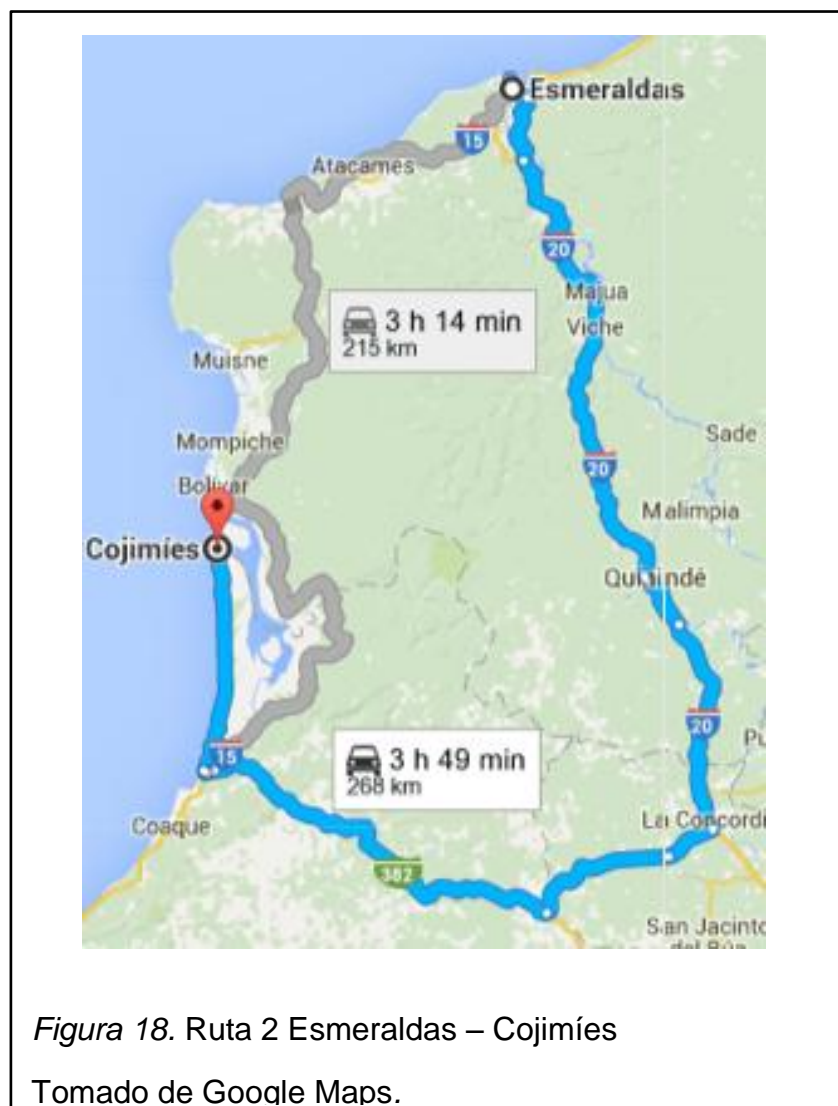 Esmeraldas
15
Atacames
20
Majua
Viche
3 h 14 min
215 km
Muisne
Sade
Mompiche
20
Bolívar
Malimpia
Cojimíes
Quinindé
20
15
3 h 49 min
268 km
Coaque
La Concordi
382
San Jacinto
del Búa
Figura 18. Ruta 2 Esmeraldas – Cojimíes
Tomado de Google Maps.